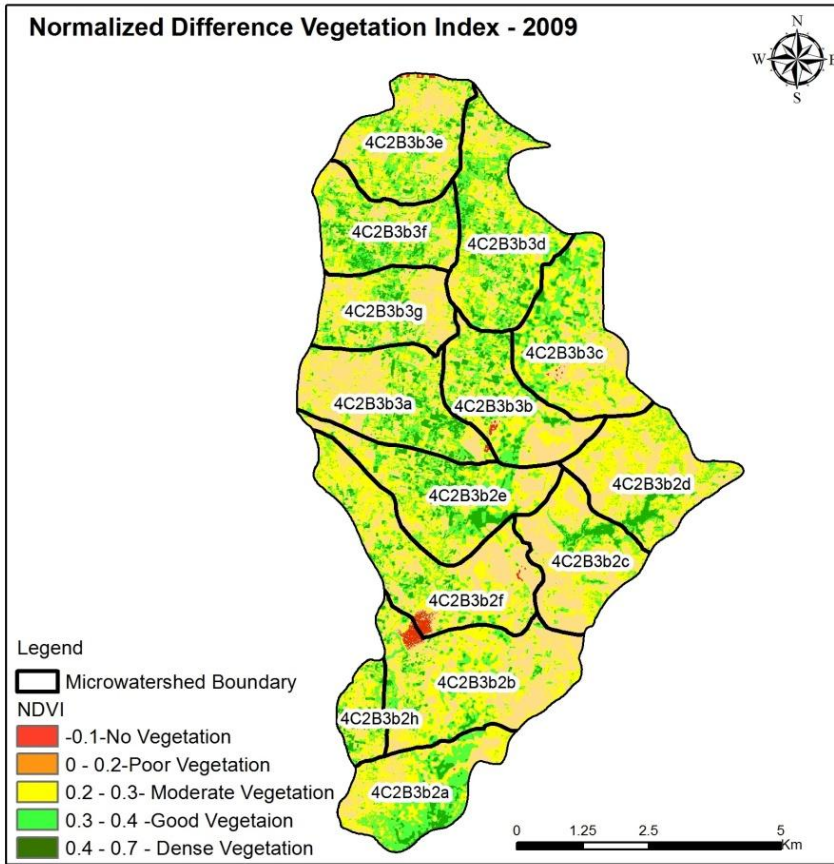 Normalized Difference Vegetation Index - 2009
N
W
E
S
4C2B3b3e
4C2B3b3f
4C2B3b3d
4C2B3b3g
4C2B3b3c
4C2B3b3a
4C2B3b3b
4C2B3b2e
4C2B3b2d
4C2B3b2c
4C2B3b2f
4C2B3b2b
4C2B3b2h
4C2B3b2a
Legend
Microwatershed Boundary
NDVI
-0.1-No Vegetation
0 - 0.2-Poor Vegetation
0.2 - 0.3- Moderate Vegetation
0.3 - 0.4 -Good Vegetaion
0.4 - 0.7 - Dense Vegetation
0 1.25 2.5 5
Km